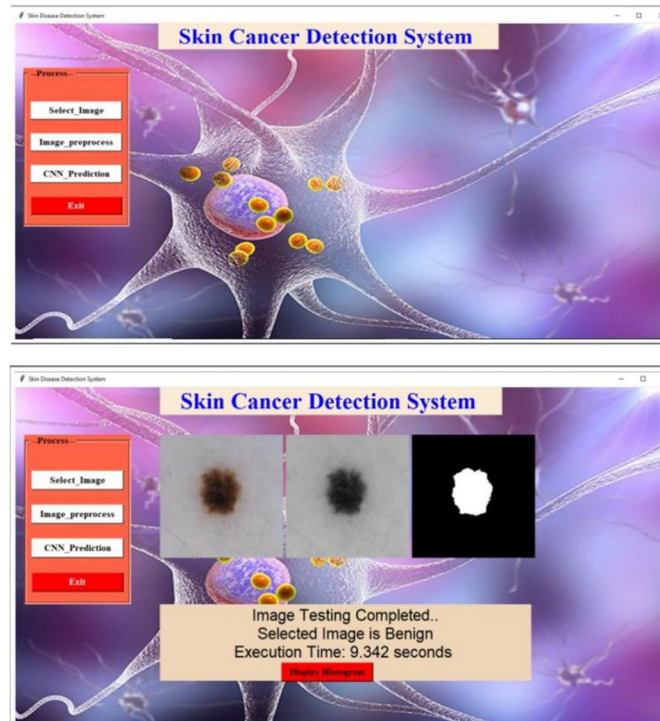 Skin Disease Detection System
Skin Cancer Detection System
Process
Select_Image
Image_preprocess
CNN_Prediction
Exit
Skin Disease Detection System
Skin Cancer Detection System
Process
Select_Image
Image_preprocess
CNN_Prediction
Exit
Image Testing Completed..
Selected Image is Benign
Execution Time: 9.342 seconds
Display Histogram